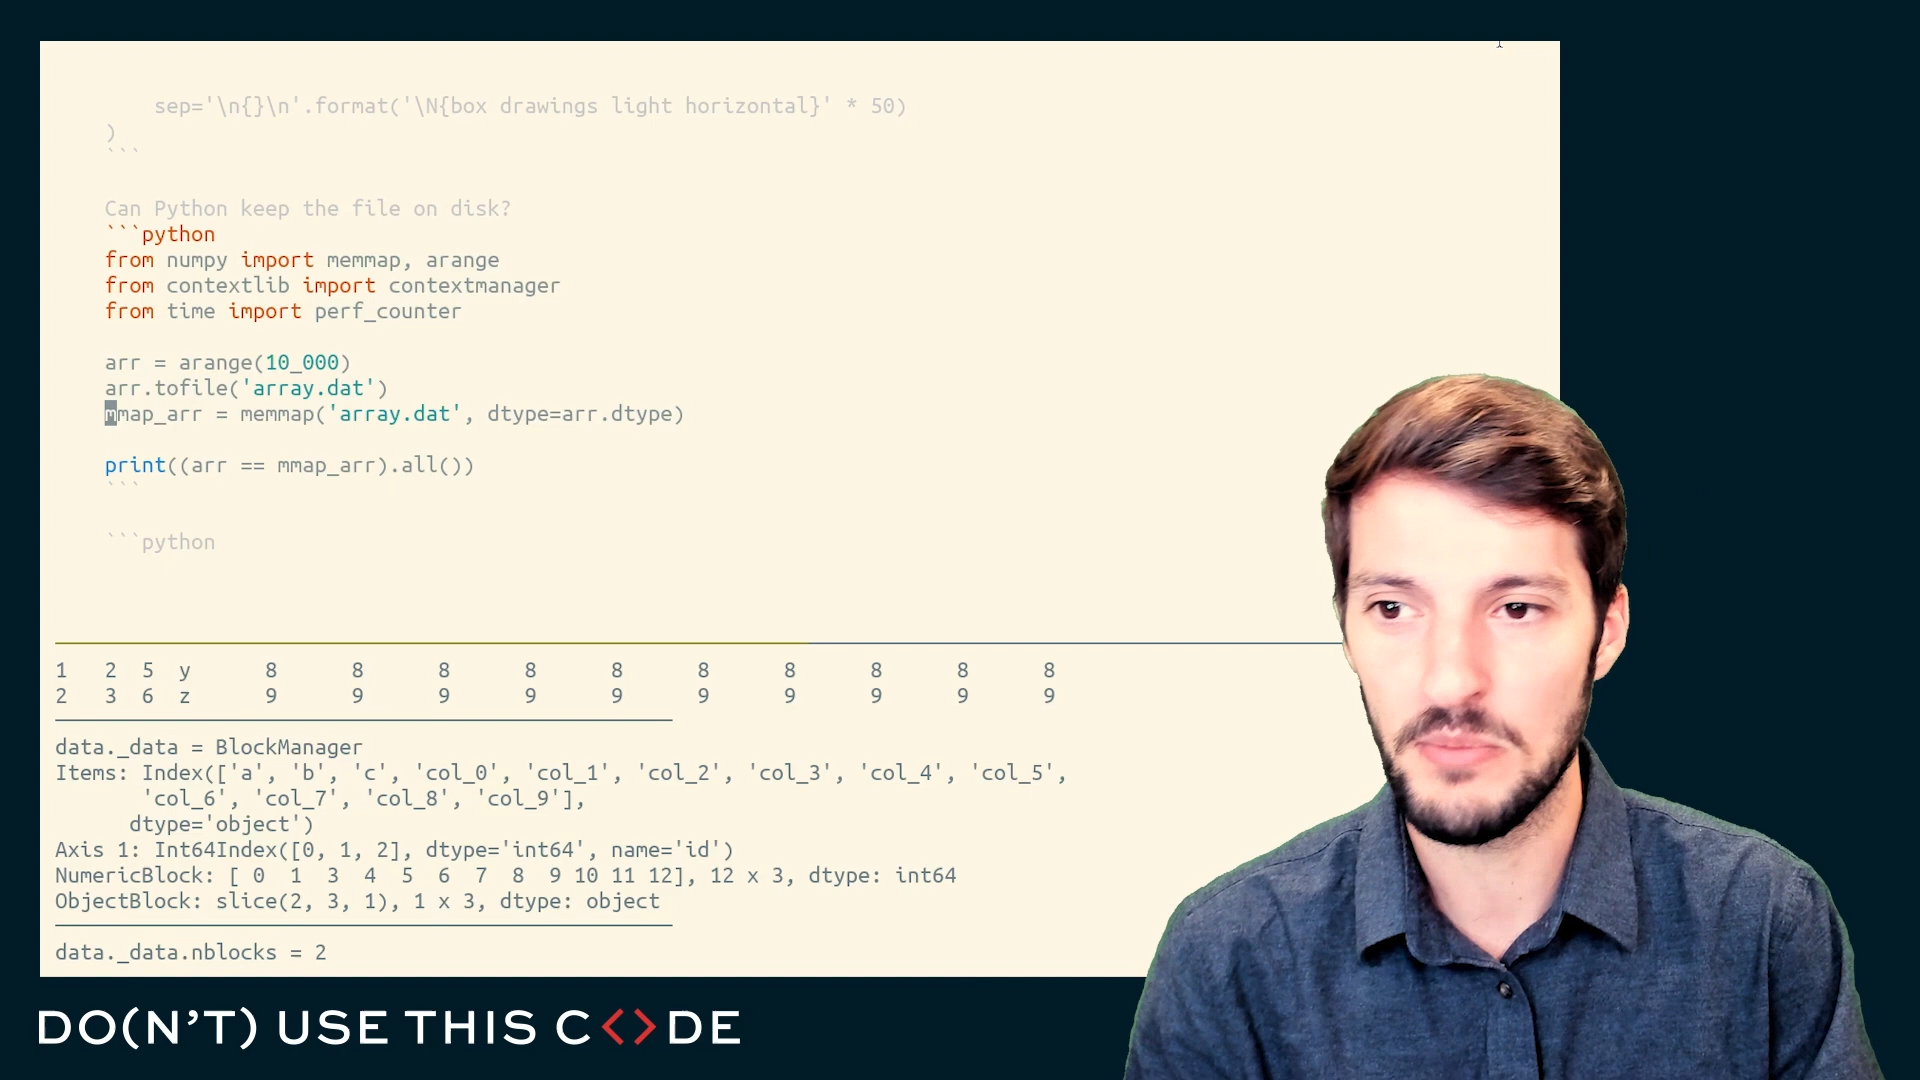 sep='\n{}\n'.format('\N{box drawings light horizontal}' * 50)
)
```
Can Python keep the file on disk?
```python
from numpy import memmap, arange
from contextlib import contextmanager
from time import perf_counter
arr = arange(10_000)
arr.tofile('array.dat')
mmap_arr = memmap('array.dat', dtype=arr.dtype)
print((arr == mmap_arr).all())
```
```python
1 2 5 y 8 8 8 8 8 8 8 8 8 8
2 3 6 z 9 9 9 9 9 9 9 9 9 9
data._data = BlockManager
Items: Index(['a', 'b', 'c', 'col_0', 'col_1', 'col_2', 'col_3', 'col_4', 'col_5',
'col_6', 'col_7', 'col_8', 'col_9'],
dtype='object')
Axis 1: Int64Index([0, 1, 2], dtype='int64', name='id')
NumericBlock: [ 0 1 3 4 5 6 7 8 9 10 11 12], 12 x 3, dtype: int64
ObjectBlock: slice(2, 3, 1), 1 x 3, dtype: object
data._data.nblocks = 2
DO(N'T) USE THIS C<>DE